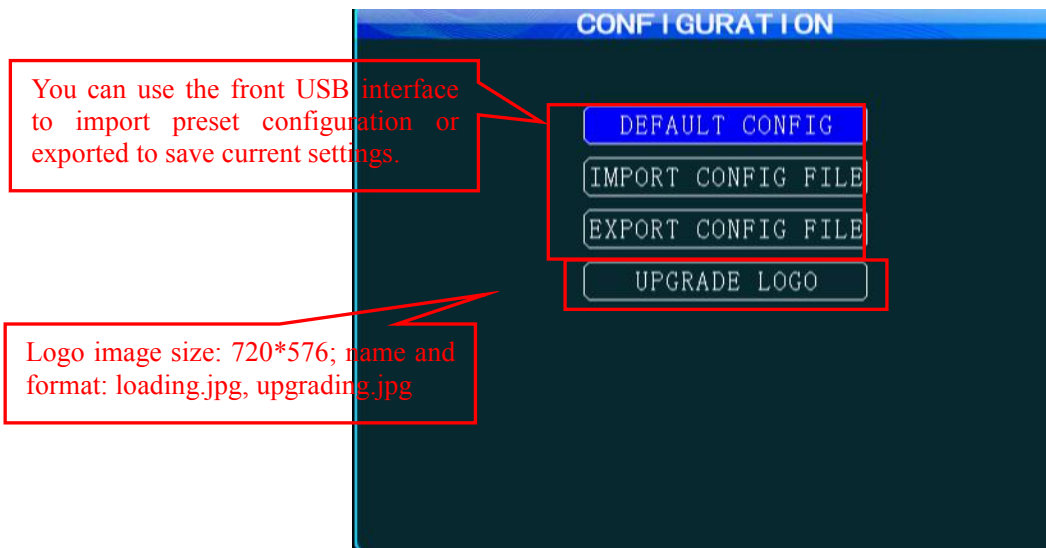 CONFIGURATION
You can use the front USB interface
to import preset configuration or
exported to save current settings.
DEFAULT CONFIG
IMPORT CONFIG FILE
EXPORT CONFIG FILE
UPGRADE LOGO
Logo image size: 720*576; name and
format: loading.jpg, upgrading.jpg